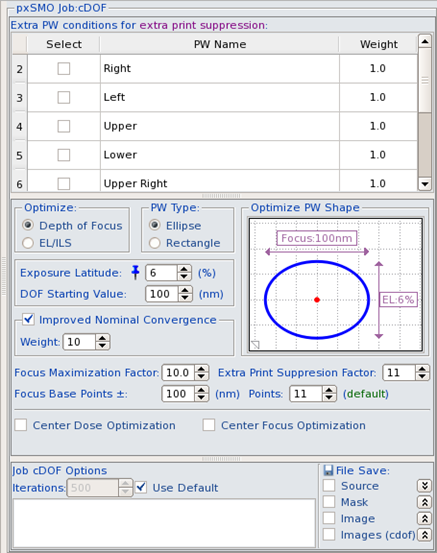 pxSMO Job:cDOF
Extra PW conditions for extra print suppression:
Select PW Name Weight
2 Right 1.0
3 Left 1.0
4 Upper 1.0
5 Lower 1.0
6 Upper Right 1.0
Optimize: PW Type: Optimize PW Shape
Depth of Focus Ellipse
EL/ILS Rectangle
Focus:100nm
EL:6%
Exposure Latitude: 6 (%)
DOF Starting Value: 100 (nm)
Improved Nominal Convergence
Weight: 10
Focus Maximization Factor: 10.0 Extra Print Suppresion Factor: 11
Focus Base Points ±: 100 (nm) Points: 11 (default)
Center Dose Optimization Center Focus Optimization
Job cDOF Options
Iterations: 500 Use Default
File Save:
Source
Mask
Image
Images (cdof)